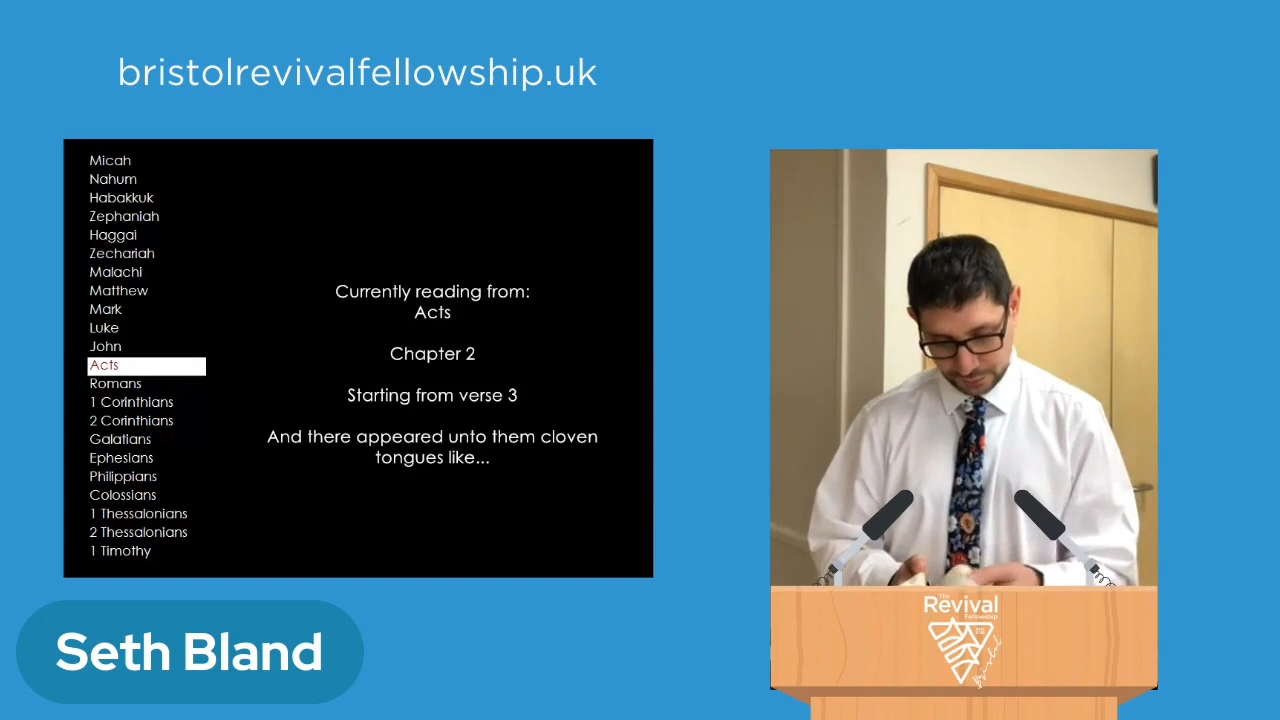 bristolrevivalfellowship.uk
Micah
Nahum
Habakkuk
Zephaniah
Haggai
Zechariah
Malachi
Matthew
Mark
Luke
John
Acts
Romans
1 Corinthians
2 Corinthians
Galatians
Ephesians
Philippians
Colossians
1 Thessalonians
2 Thessalonians
1 Timothy
Currently reading from:
Acts
Chapter 2
Starting from verse 3
And there appeared unto them cloven
tongues like...
Seth Bland
The
Revival
Fellowship
Bristol